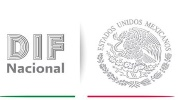 DIF
Nacional
ESTADOS UNIDOS MEXICANOS